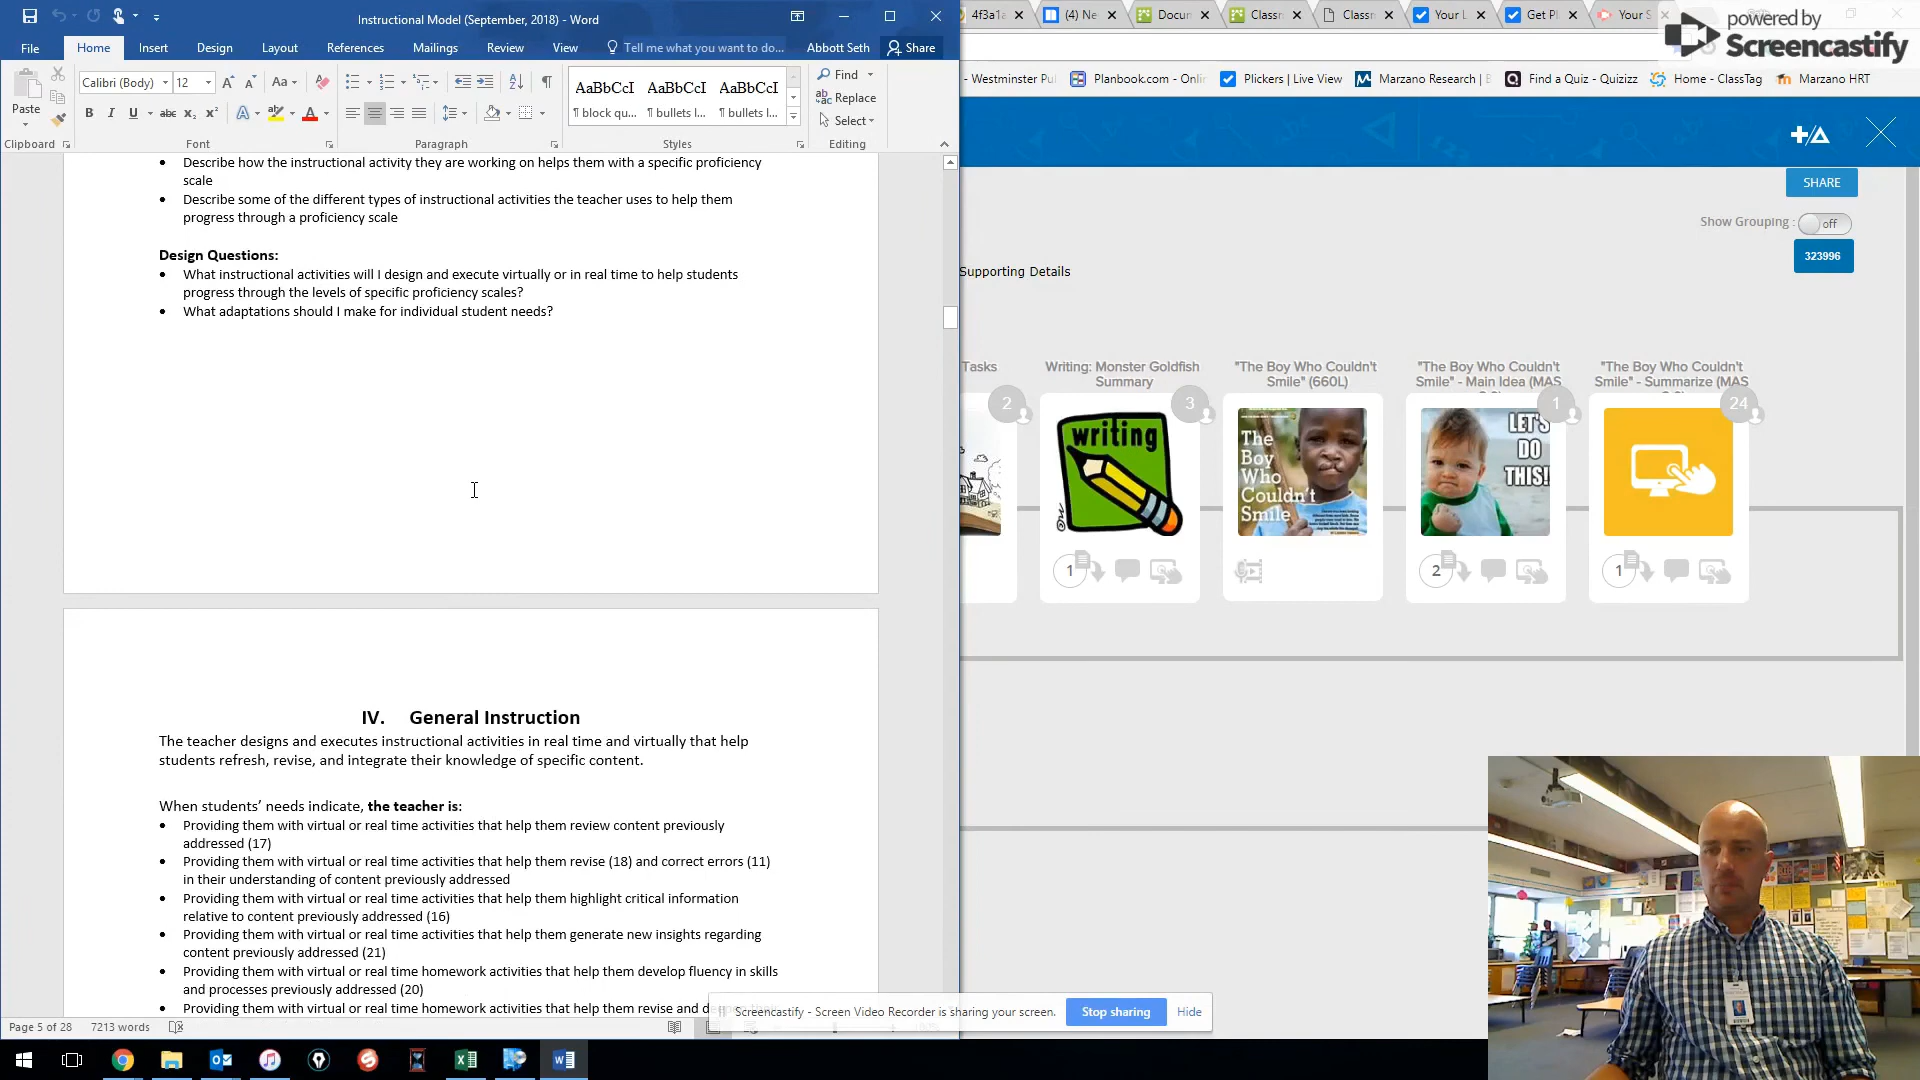 Instructional Model (September, 2018) - Word
File Home Insert Design Layout References Mailings Review View Tell me what you want to do... Abbott Seth Share
Paste
Calibri (Body) 12
AaBbCcI AaBbCcI AaBbCcI
¶ block qu... ¶ bullets l... ¶ bullets l...
Find
Replace
Select
Clipboard Font Paragraph Styles Editing
• Describe how the instructional activity they are working on helps them with a specific proficiency
scale
• Describe some of the different types of instructional activities the teacher uses to help them
progress through a proficiency scale
Design Questions:
• What instructional activities will I design and execute virtually or in real time to help students
progress through the levels of specific proficiency scales?
• What adaptations should I make for individual student needs?
IV. General Instruction
The teacher designs and executes instructional activities in real time and virtually that help
students refresh, revise, and integrate their knowledge of specific content.
When students’ needs indicate, the teacher is:
• Providing them with virtual or real time activities that help them review content previously
addressed (17)
• Providing them with virtual or real time activities that help them revise (18) and correct errors (11)
in their understanding of content previously addressed
• Providing them with virtual or real time activities that help them highlight critical information
relative to content previously addressed (16)
• Providing them with virtual or real time activities that help them generate new insights regarding
content previously addressed (21)
• Providing them with virtual or real time homework activities that help them develop fluency in skills
and processes previously addressed (20)
• Providing them with virtual or real time homework activities that help them revise and
Page 5 of 28 7213 words
4f3a1a (4) Ne Docum Classr Classr Your L Get Pl Your S
powered by
Screencastify
- Westminster Pu Planbook.com - Onli Plickers | Live View Marzano Research | Find a Quiz - Quizizz Home - ClassTag Marzano HRT
SHARE
Show Grouping : off
323996
Supporting Details
Tasks
2
Writing: Monster Goldfish
Summary
3
writing
1
"The Boy Who Couldn't
Smile" (660L)
The
Boy
Who
Couldn't
Smile
"The Boy Who Couldn't
Smile" - Main Idea (MAS
1
LET'S
DO
THIS!
2
"The Boy Who Couldn't
Smile" - Summarize (MAS
24
1
Screencastify - Screen Video Recorder is sharing your screen. Stop sharing Hide